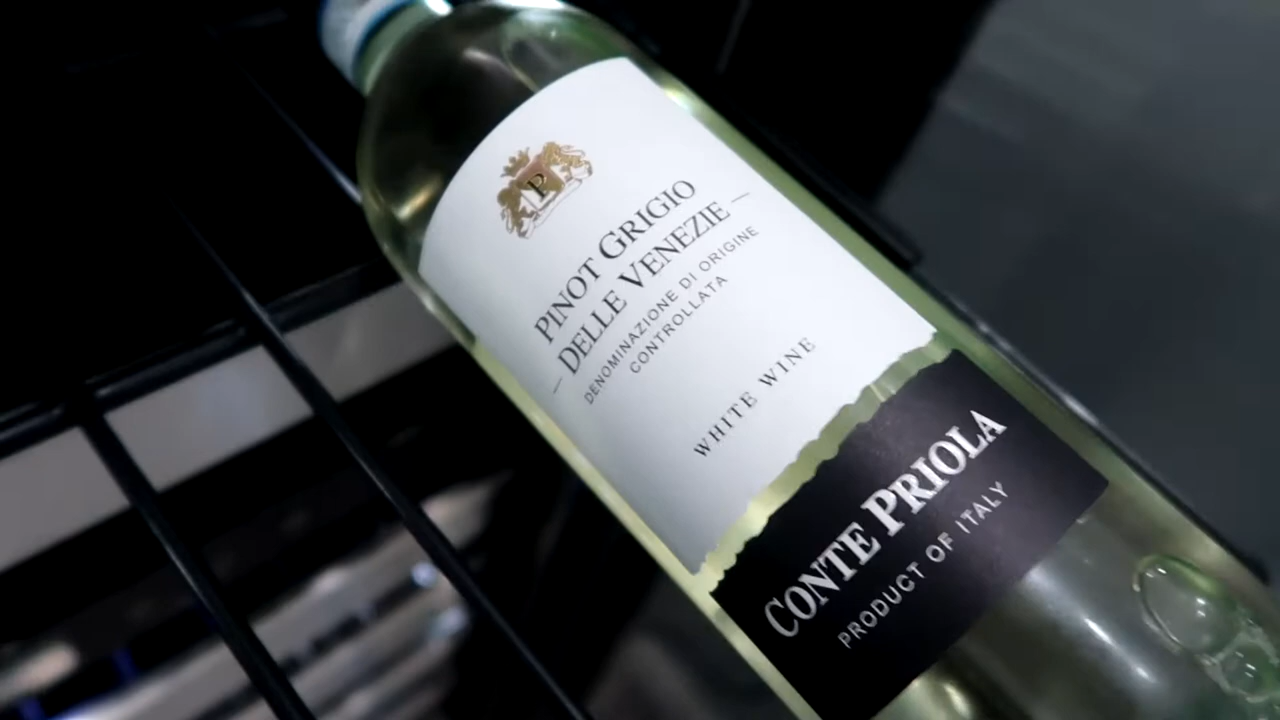 P
PINOT GRIGIO
DELLE VENEZIE
DENOMINAZIONE DI ORIGINE
CONTROLLATA
WHITE WINE
CONTE PRIOLA
PRODUCT OF ITALY